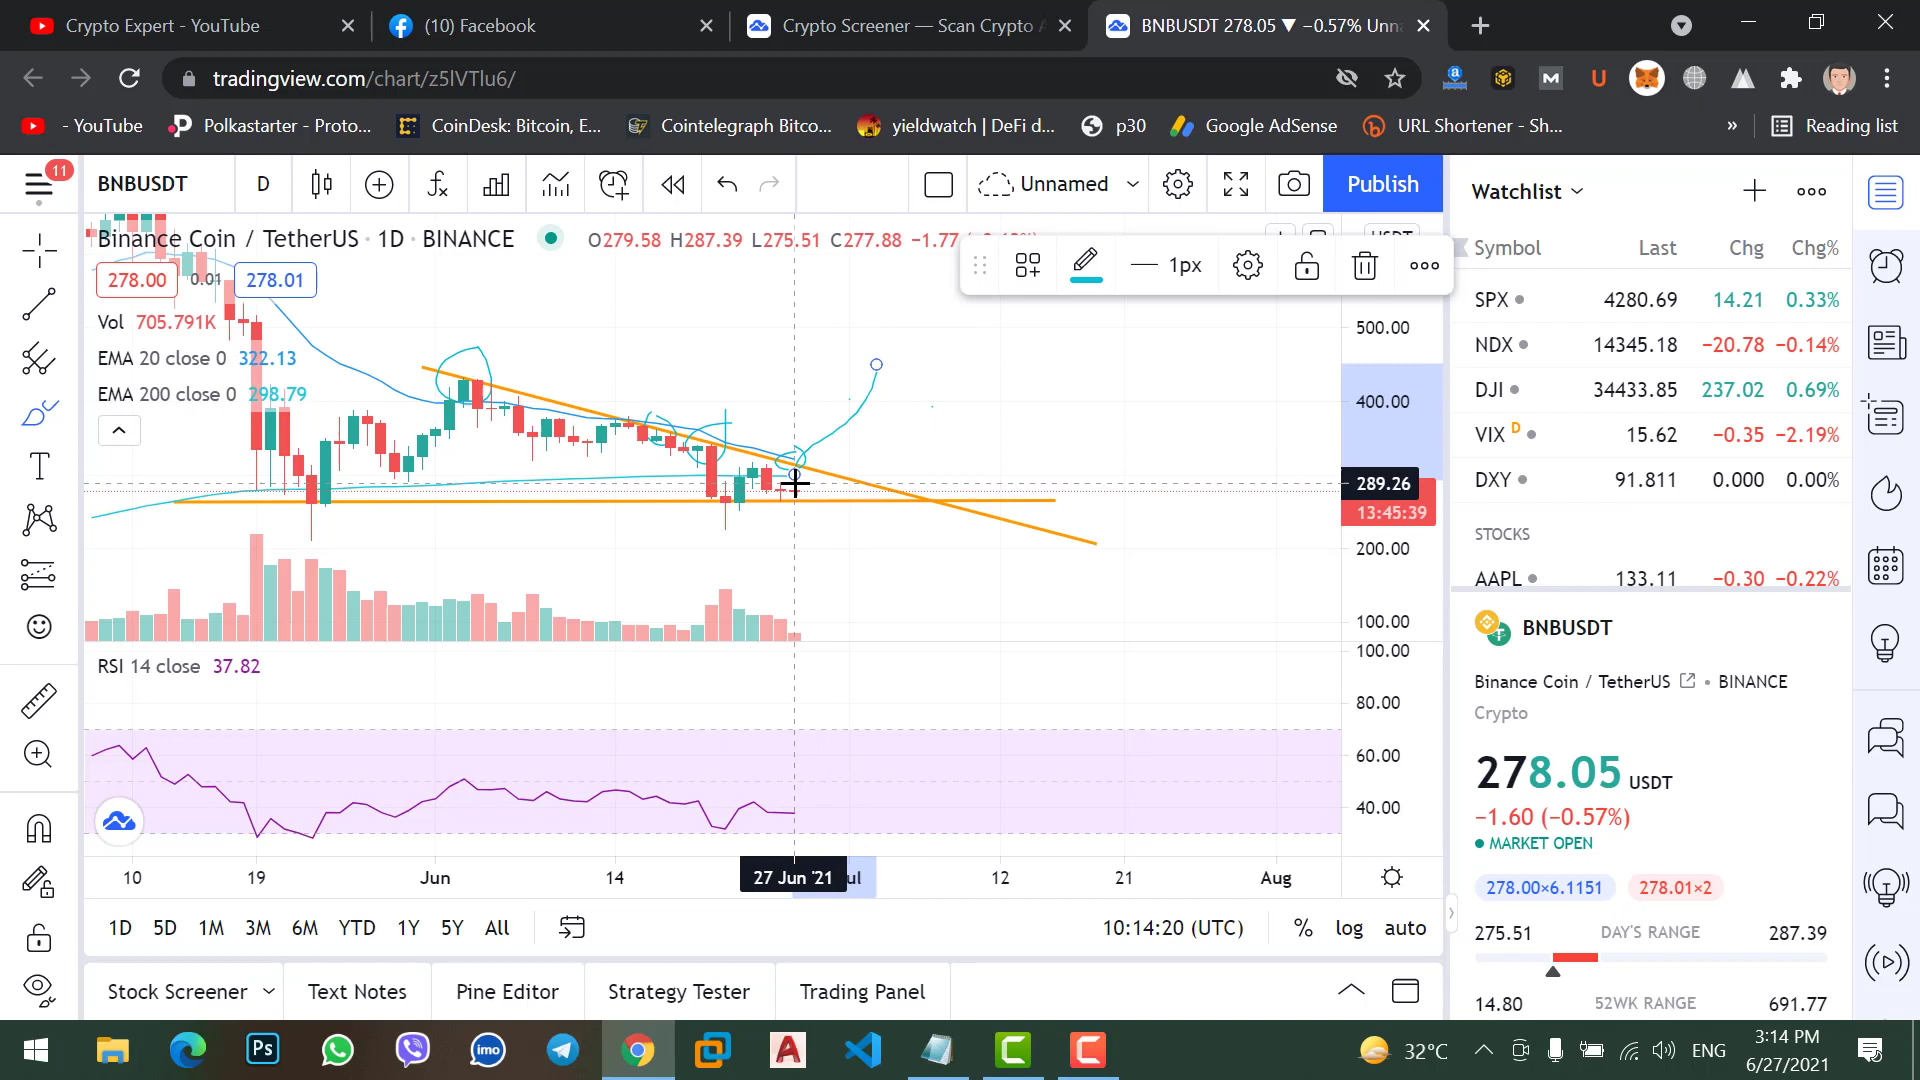 Crypto Expert - YouTube
(10) Facebook
Crypto Screener — Scan Crypto A
BNBUSDT 278.05 ▼ −0.57% Unna
tradingview.com/chart/z5lVTlu6/
- YouTube
Polkastarter - Proto...
CoinDesk: Bitcoin, E...
Cointelegraph Bitco...
yieldwatch | DeFi d...
p30
Google AdSense
URL Shortener - Sh...
»
Reading list
11
BNBUSDT
D
Unnamed
Publish
Binance Coin / TetherUS · 1D · BINANCE
O279.58 H287.39 L275.51 C277.88 −1.77
278.00
0.01
278.01
Vol 705.791K
EMA 20 close 0 322.13
EMA 200 close 0 298.79
1px
500.00
400.00
289.26
13:45:39
200.00
100.00
RSI 14 close 37.82
100.00
80.00
60.00
40.00
10
19
Jun
14
27 Jun '21
ul
12
21
Aug
1D 5D 1M 3M 6M YTD 1Y 5Y All
10:14:20 (UTC)
% log auto
Stock Screener
Text Notes
Pine Editor
Strategy Tester
Trading Panel
Watchlist
Symbol Last Chg Chg%
SPX 4280.69 14.21 0.33%
NDX 14345.18 −20.78 −0.14%
DJI 34433.85 237.02 0.69%
VIX D 15.62 −0.35 −2.19%
DXY 91.811 0.000 0.00%
STOCKS
AAPL 133.11 −0.30 −0.22%
BNBUSDT
Binance Coin / TetherUS • BINANCE
Crypto
278.05 USDT
−1.60 (−0.57%)
MARKET OPEN
278.00×6.1151
278.01×2
275.51 DAY'S RANGE 287.39
14.80 52WK RANGE 691.77
Ps
imo
32°C
ENG
3:14 PM
6/27/2021